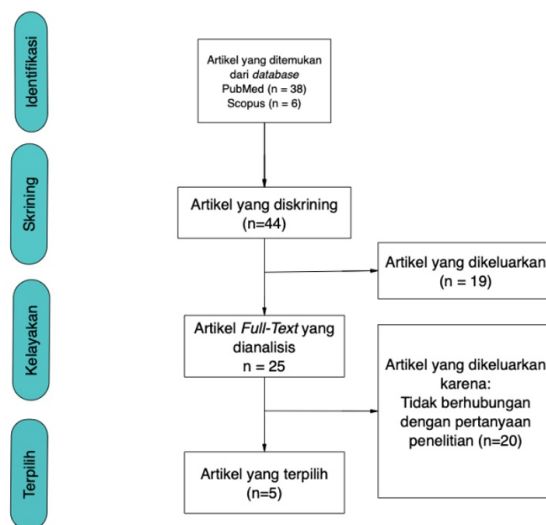 Identifikasi
Artikel yang ditemukan
dari database
PubMed (n = 38)
Scopus (n = 6)
Skrining
Artikel yang diskrining
(n=44)
Artikel yang dikeluarkan
(n = 19)
Kelayakan
Artikel Full-Text yang
dianalisis
n = 25
Artikel yang dikeluarkan
karena:
Tidak berhubungan
dengan pertanyaan
penelitian (n=20)
Terpilih
Artikel yang terpilih
(n=5)